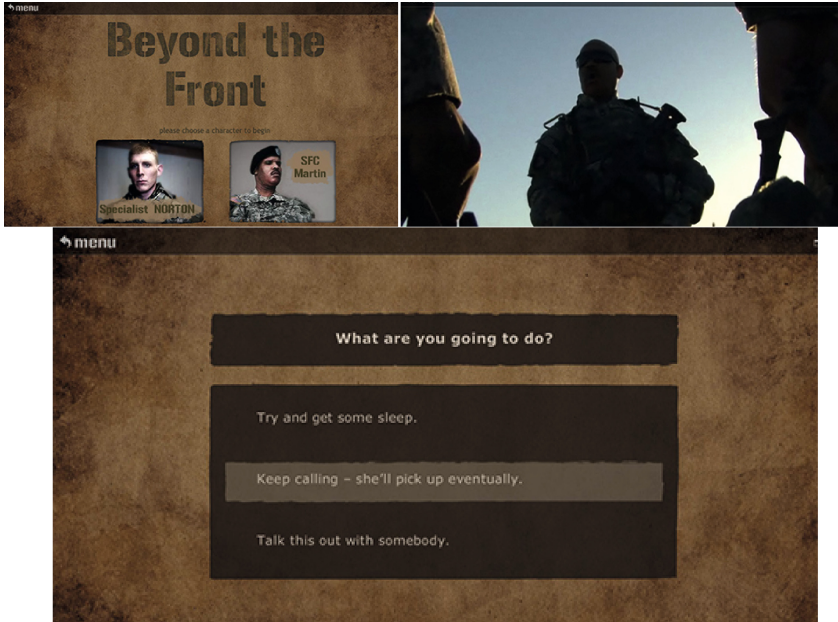 menu
Beyond the
Front
please choose a character to begin
Specialist NORTON
SFC
Martin
menu
What are you going to do?
Try and get some sleep.
Keep calling – she'll pick up eventually.
Talk this out with somebody.